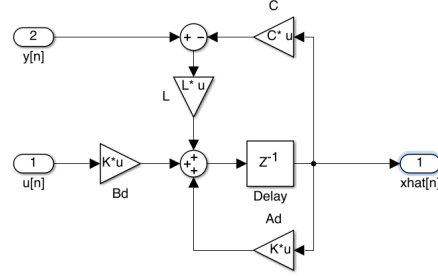 C
2
+ −
C* u
y[n]
L* u
L
1
K*u
+
+
+
Z-1
1
u[n]
Bd
Delay
xhat[n]
Ad
K*u